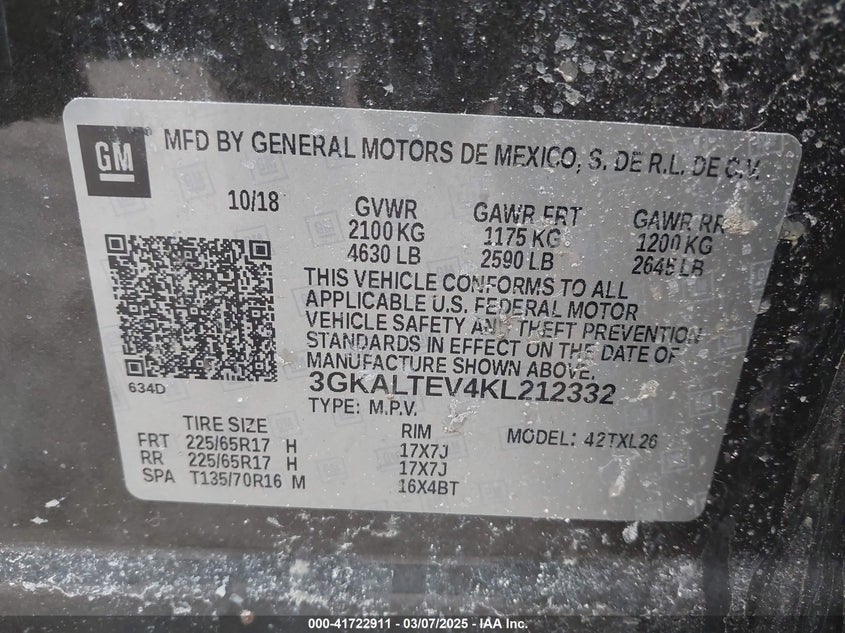 GM
MFD BY GENERAL MOTORS DE MEXICO, S. DE R.L. DE C.V.
10/18 GVWR GAWR FRT GAWR RR
2100 KG 1175 KG 1200 KG
4630 LB 2590 LB 2645 LB
THIS VEHICLE CONFORMS TO ALL
APPLICABLE U.S. FEDERAL MOTOR
VEHICLE SAFETY AND THEFT PREVENTION
STANDARDS IN EFFECT ON THE DATE OF
MANUFACTURE SHOWN ABOVE.
634D
3GKALTEV4KL212332
TYPE: M.P.V.
TIRE SIZE RIM MODEL: 42TXL26
FRT 225/65R17 H 17X7J
RR 225/65R17 H 17X7J
SPA T135/70R16 M 16X4BT
000-41722911 - 03/07/2025 - IAA Inc.